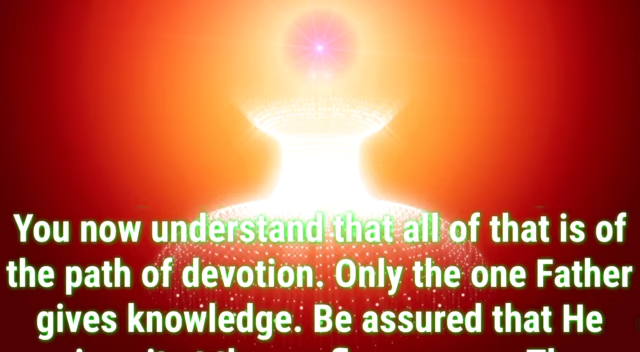 You now understand that all of that is of
the path of devotion. Only the one Father
gives knowledge. Be assured that He